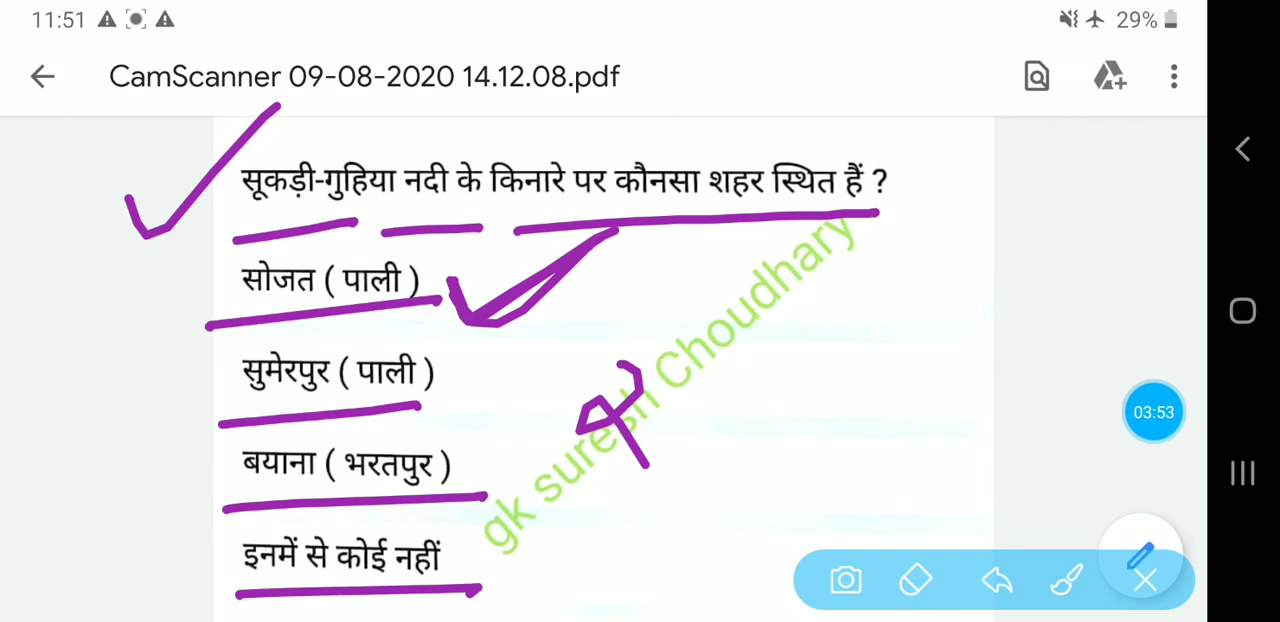 11:51
29%
CamScanner 09-08-2020 14.12.08.pdf
सूकड़ी-गुहिया नदी के किनारे पर कौनसा शहर स्थित हैं ?
सोजत ( पाली )
सुमेरपुर ( पाली )
बयाना ( भरतपुर )
इनमें से कोई नहीं
gk suresh Choudhary
03:53